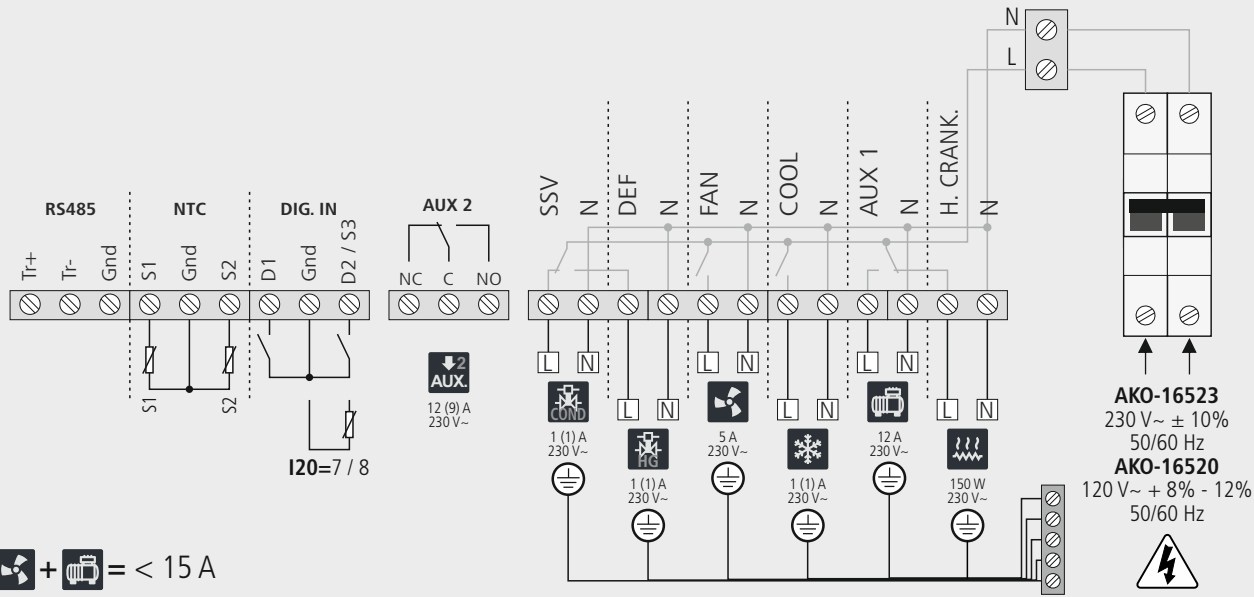 N
L
RS485
NTC
DIG. IN
AUX 2
Tr+
Tr-
Gnd
S1
Gnd
S2
D1
Gnd
D2 / S3
NC
C
NO
SSV
N
DEF
N
FAN
N
COOL
N
AUX 1
N
H. CRANK.
N
S1
S2
I20=7 / 8
2
AUX.
12 (9) A
230 V~
L
N
COND
1 (1) A
230 V~
L
N
HG
1 (1) A
230 V~
L
N
5 A
230 V~
L
N
1 (1) A
230 V~
L
N
12 A
230 V~
L
N
150 W
230 V~
AKO-16523
230 V~ ± 10%
50/60 Hz
AKO-16520
120 V~ + 8% - 12%
50/60 Hz
+ = < 15 A